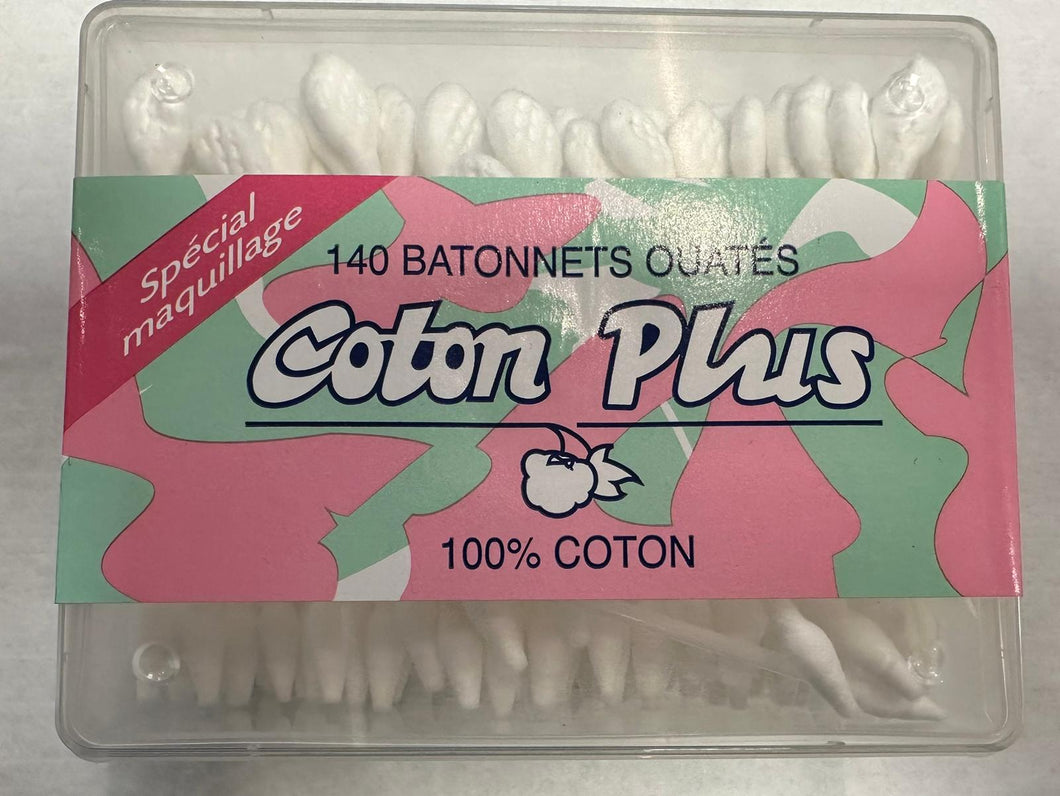 Spécial
maquillage
140 BATONNETS OUATÉS
Coton Plus
100% COTON